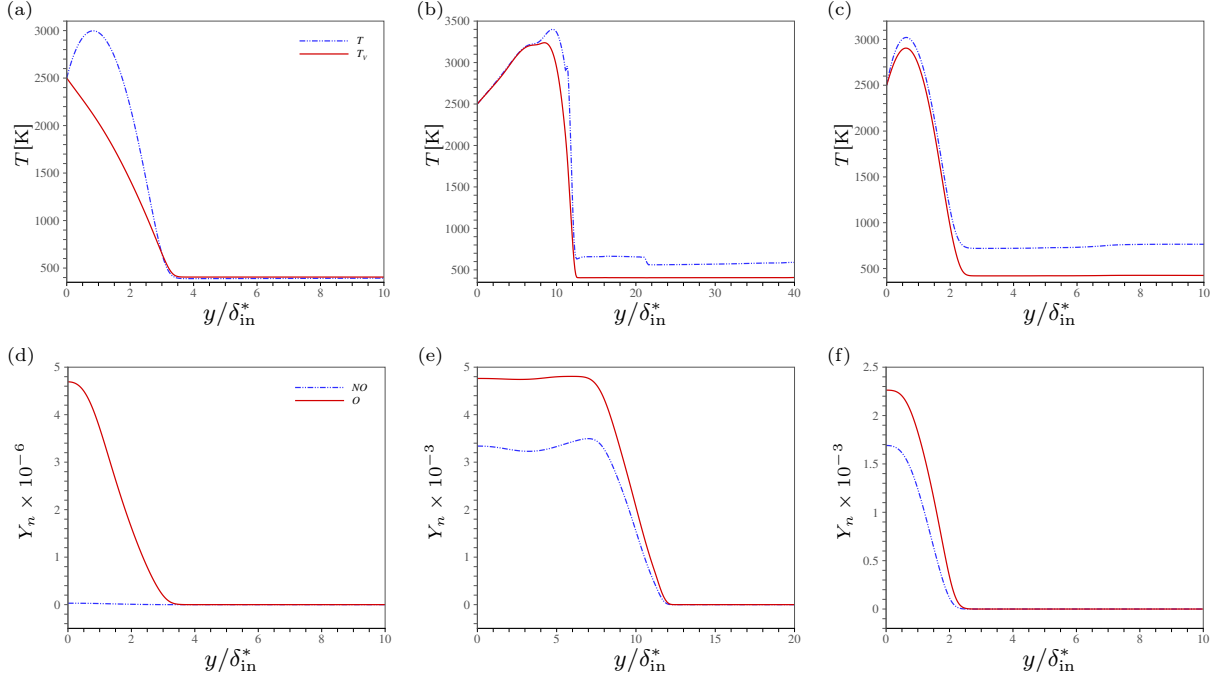 (a)
3000
2500
2000
1500
1000
500
T[K]
T
T_v
0 2 4 6 8 10
y/δ*_in
(b)
3500
3000
2500
2000
1500
1000
500
T[K]
0 10 20 30 40
y/δ*_in
(c)
3000
2500
2000
1500
1000
500
T[K]
0 2 4 6 8 10
y/δ*_in
(d)
5
4
3
2
1
0
Y_n × 10^−6
NO
O
0 2 4 6 8 10
y/δ*_in
(e)
5
4
3
2
1
0
Y_n × 10^−3
0 5 10 15 20
y/δ*_in
(f)
2.5
2
1.5
1
0.5
0
Y_n × 10^−3
0 2 4 6 8 10
y/δ*_in